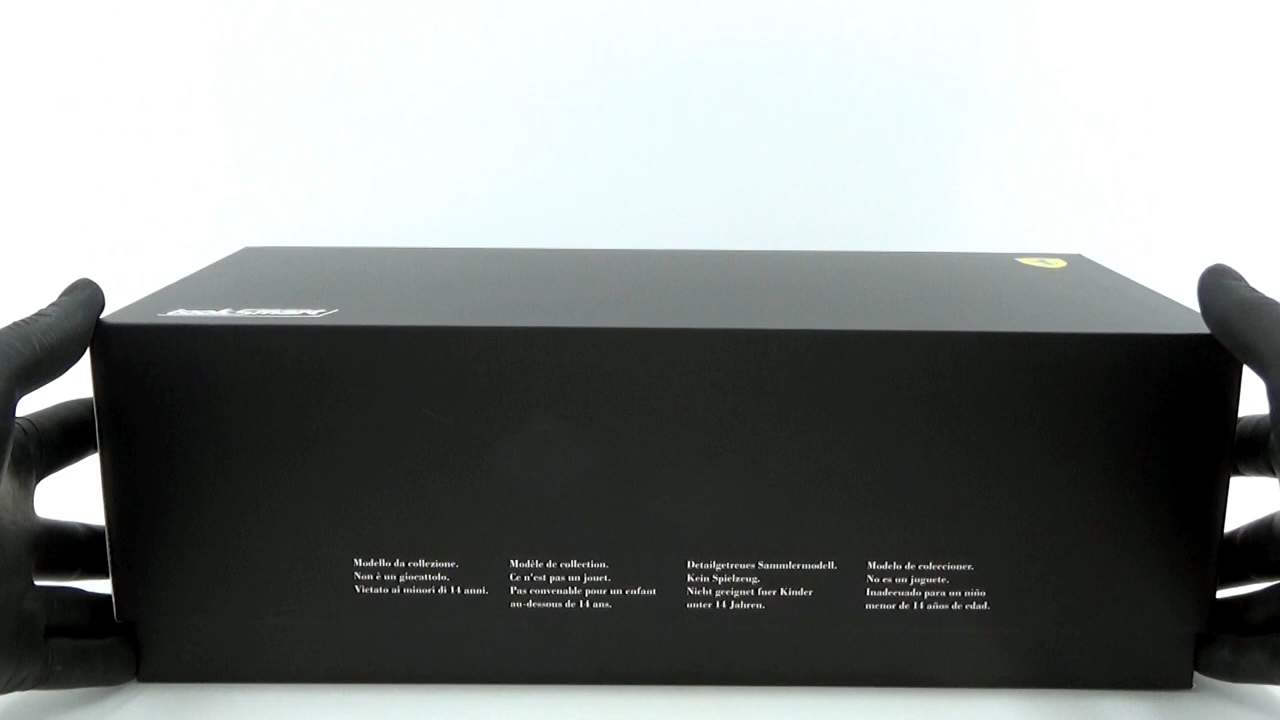 Modello da collezione.
Non è un giocattolo.
Vietato ai minori di 14 anni.
Modèle de collection.
Ce n'est pas un jouet.
Pas convenable pour un enfant
au-dessous de 14 ans.
Detailgetreues Sammlermodell.
Kein Spielzeug.
Nicht geeignet fuer Kinder
unter 14 Jahren.
Modelo de coleccioner.
No es un juguete.
Inadecuado para un niño
menor de 14 años de edad.